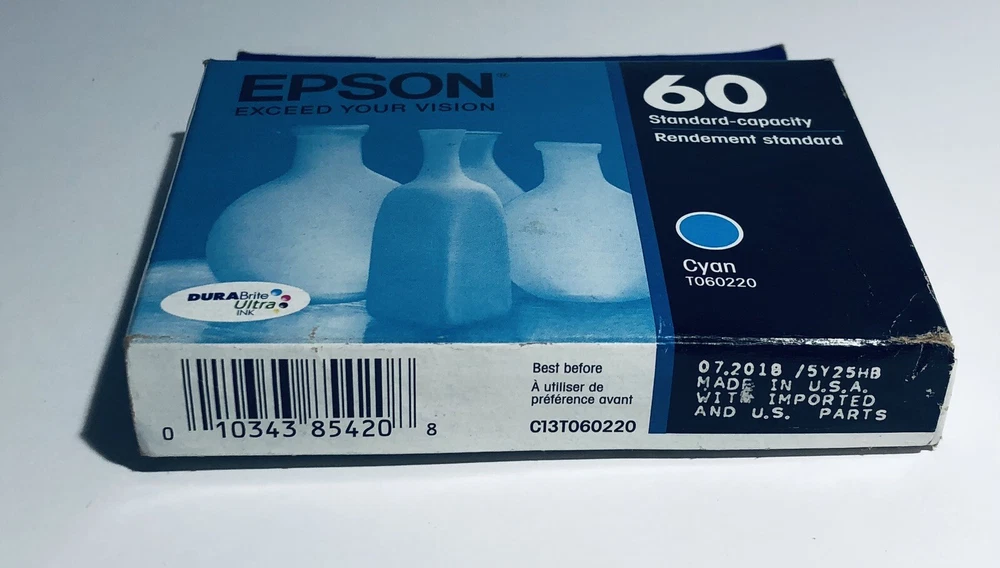 EPSON®
EXCEED YOUR VISION
60
Standard-capacity
Rendement standard
Cyan
T060220
DURABrite
Ultra
INK
0 10343 85420 8
Best before
À utiliser de
préférence avant
C13T060220
07.2018 /5Y25HB
MADE IN U.S.A.
WITH IMPORTED
AND U.S. PARTS